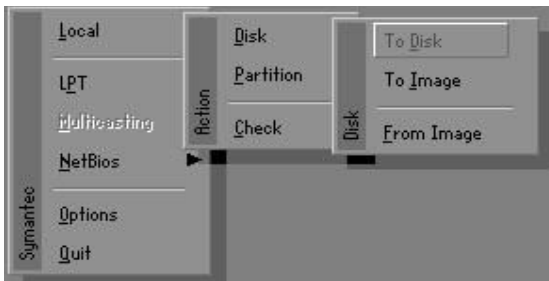 Local
LPT
Multicasting
NetBios
Options
Quit
Symantec
Disk
Partition
Check
Action
To Disk
To Image
From Image
Disk